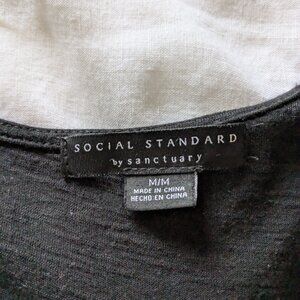 SOCIAL STANDARD
by sanctuary
M/M
MADE IN CHINA
HECHO EN CHINA